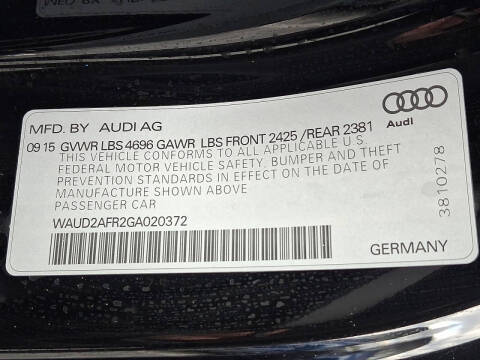 MFD. BY AUDI AG
09 15 GVWR LBS 4696 GAWR LBS FRONT 2425 /REAR 2381
THIS VEHICLE CONFORMS TO ALL APPLICABLE U.S.
FEDERAL MOTOR VEHICLE SAFETY. BUMPER AND THEFT
PREVENTION STANDARDS IN EFFECT ON THE DATE OF
MANUFACTURE SHOWN ABOVE
PASSENGER CAR
WAUD2AFR2GA020372
Audi
3810278
GERMANY